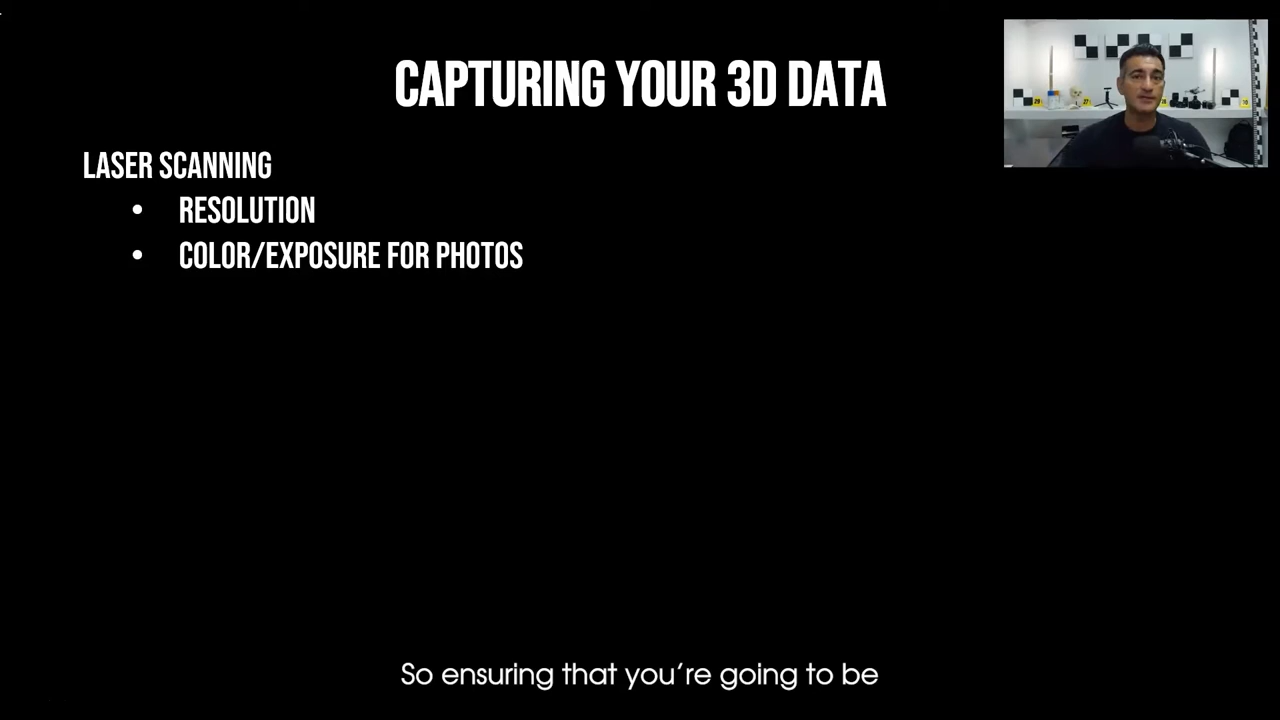 CAPTURING YOUR 3D DATA
LASER SCANNING
• RESOLUTION
• COLOR/EXPOSURE FOR PHOTOS
So ensuring that you're going to be